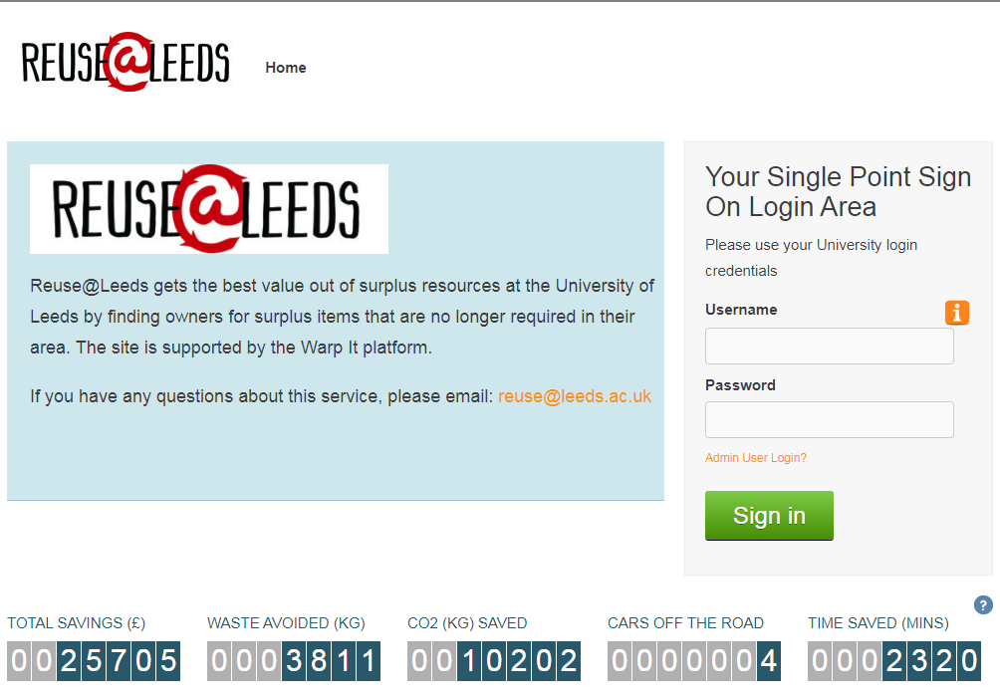 REUSE@LEEDS
Home
REUSE@LEEDS
Reuse@Leeds gets the best value out of surplus resources at the University of
Leeds by finding owners for surplus items that are no longer required in their
area. The site is supported by the Warp It platform.
If you have any questions about this service, please email: reuse@leeds.ac.uk
Your Single Point Sign
On Login Area
Please use your University login
credentials
Username
i
Password
Admin User Login?
Sign in
?
TOTAL SAVINGS (£)
0025705
WASTE AVOIDED (KG)
0003811
CO2 (KG) SAVED
0010202
CARS OFF THE ROAD
0000004
TIME SAVED (MINS)
0002320